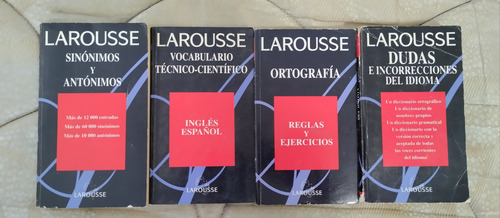 LAROUSSE
SINÓNIMOS
Y
ANTÓNIMOS
Más de 12 000 entradas
Más de 60 000 sinónimos
Más de 10 000 antónimos
LAROUSSE
LAROUSSE
VOCABULARIO
TÉCNICO-CIENTÍFICO
INGLÉS
ESPAÑOL
LAROUSSE
LAROUSSE
ORTOGRAFÍA
REGLAS
Y
EJERCICIOS
LAROUSSE
LAROUSSE
DUDAS
E INCORRECCIONES
DEL IDIOMA
Un diccionario ortográfico
Un diccionario de
nombres propios
Un diccionario gramatical
Un diccionario con la
versión correcta y
aceptada de todas
las voces corrientes
del idioma
LAROUSSE